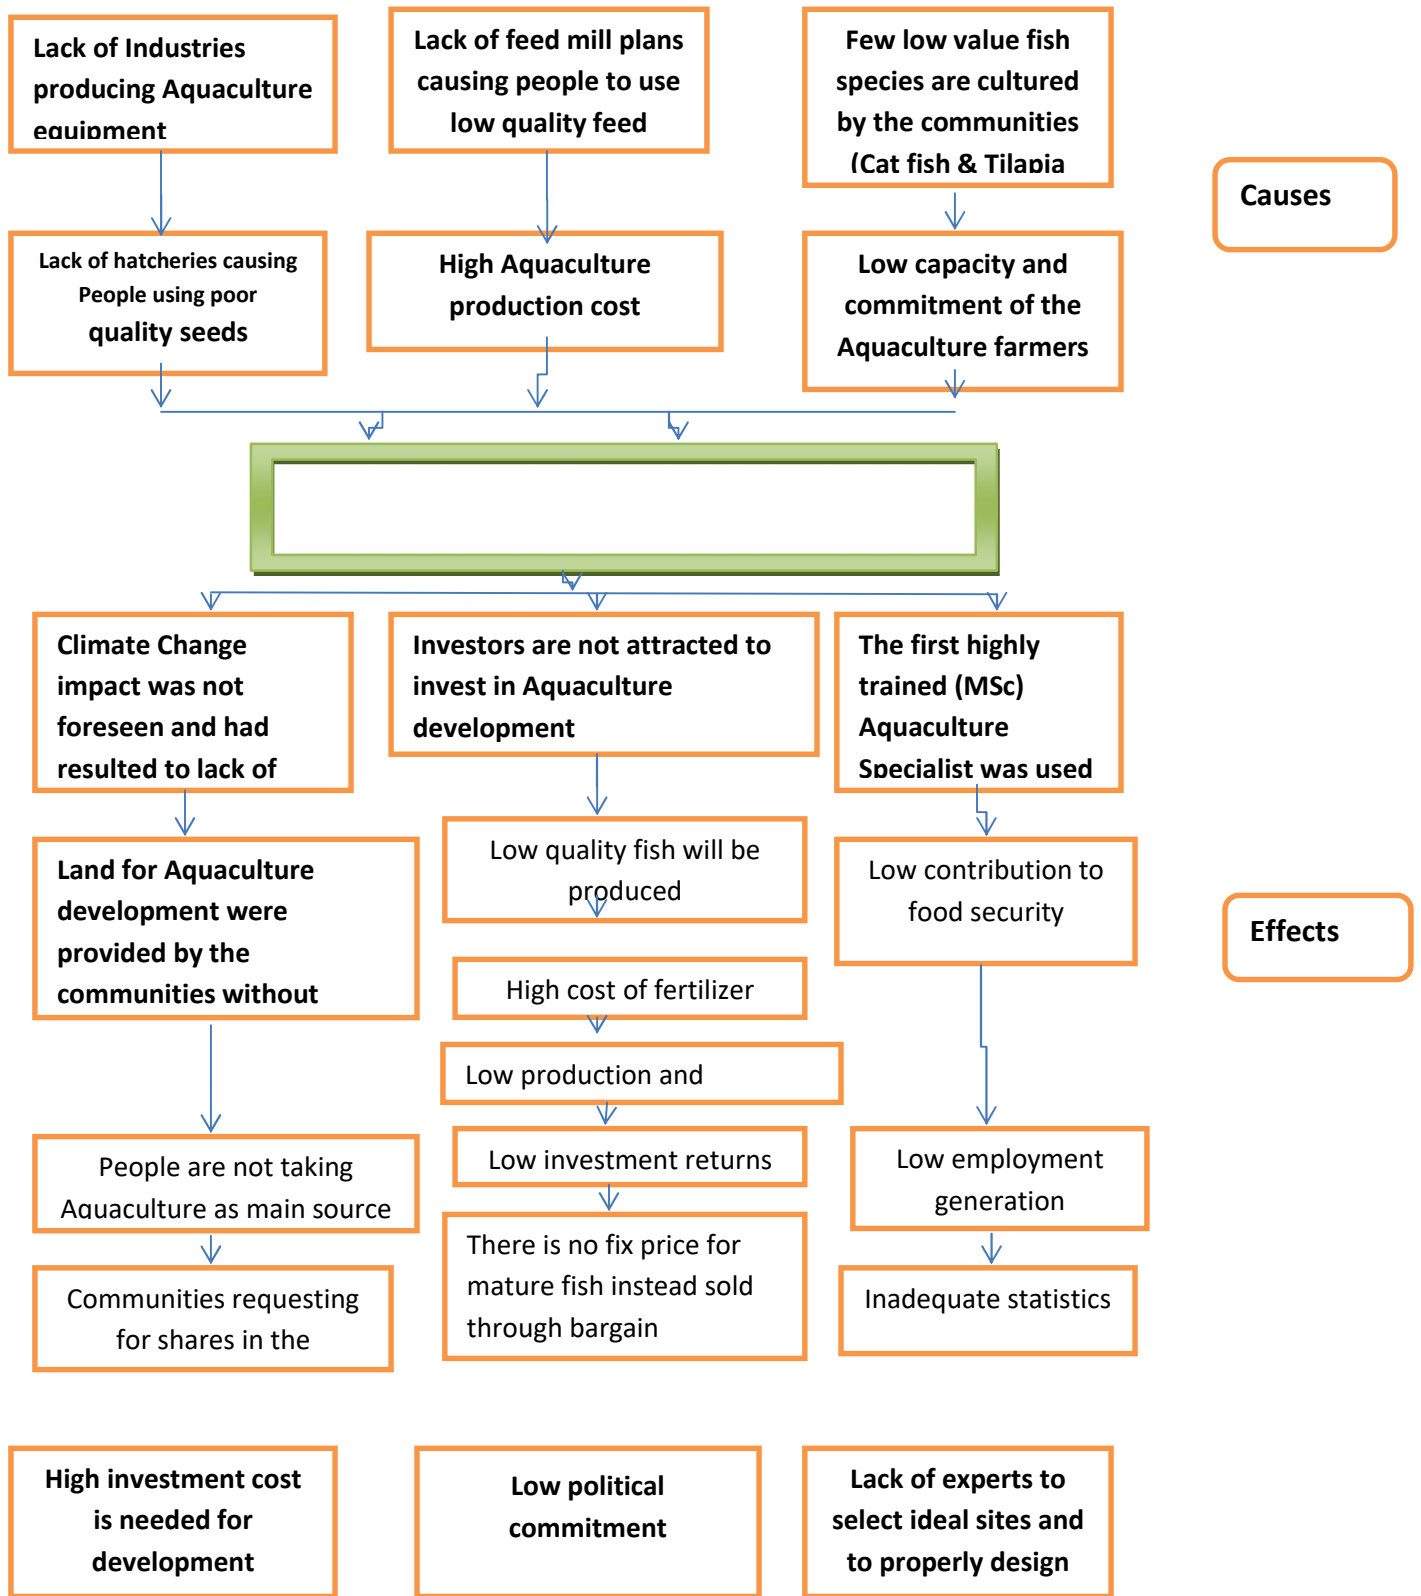 Lack of Industries
producing Aquaculture
equipment
Lack of feed mill plans
causing people to use
low quality feed
Few low value fish
species are cultured
by the communities
(Cat fish & Tilapia
Causes
Lack of hatcheries causing
People using poor
quality seeds
High Aquaculture
production cost
Low capacity and
commitment of the
Aquaculture farmers
Climate Change
impact was not
foreseen and had
resulted to lack of
Investors are not attracted to
invest in Aquaculture
development
The first highly
trained (MSc)
Aquaculture
Specialist was used
Land for Aquaculture
development were
provided by the
communities without
Low quality fish will be
produced
Low contribution to
food security
Effects
High cost of fertilizer
Low production and
People are not taking
Aquaculture as main source
Low investment returns
Low employment
generation
Communities requesting
for shares in the
There is no fix price for
mature fish instead sold
through bargain
Inadequate statistics
High investment cost
is needed for
development
Low political
commitment
Lack of experts to
select ideal sites and
to properly design